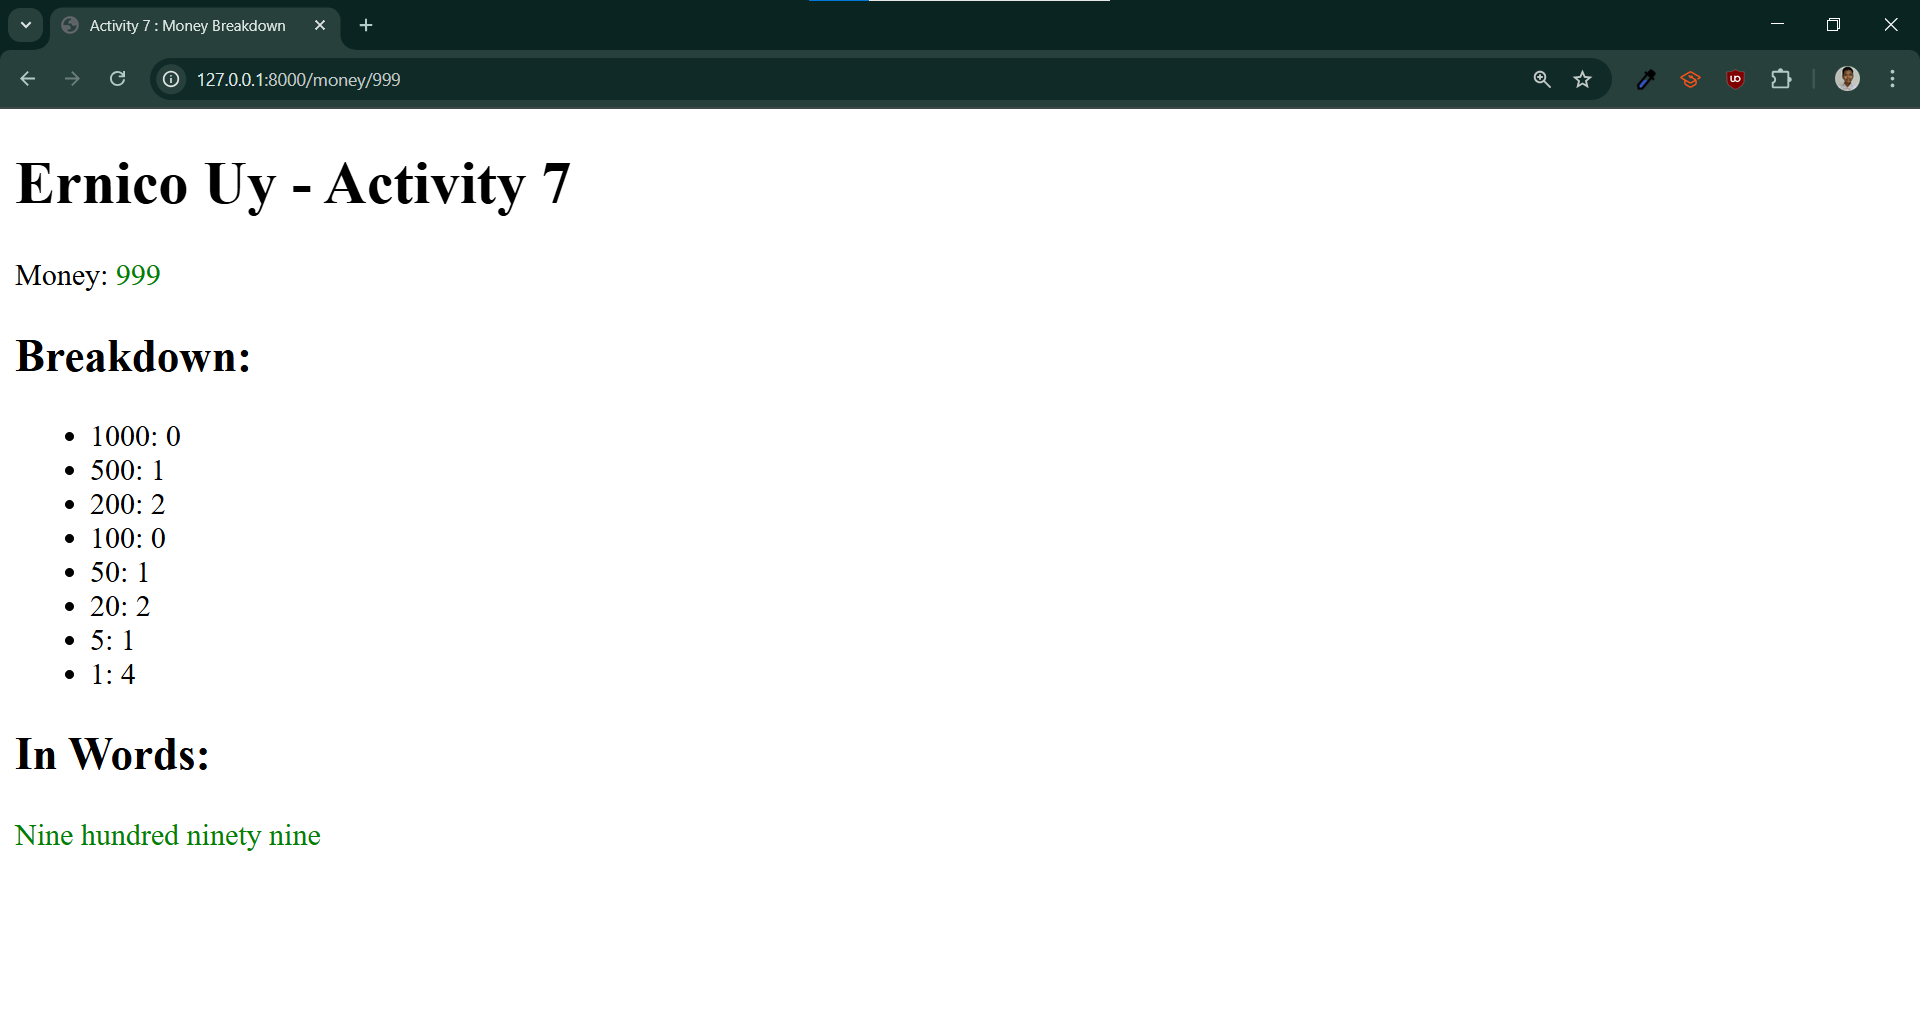 Activity 7 : Money Breakdown
127.0.0.1:8000/money/999
Ernico Uy - Activity 7
Money: 999
Breakdown:
1000: 0
500: 1
200: 2
100: 0
50: 1
20: 2
5: 1
1: 4
In Words:
Nine hundred ninety nine